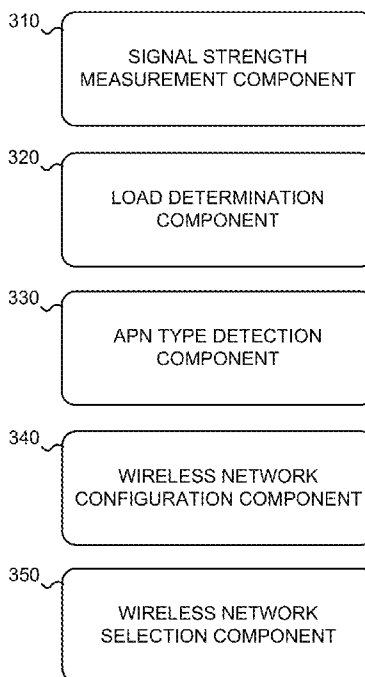 310
SIGNAL STRENGTH
MEASUREMENT COMPONENT
320
LOAD DETERMINATION
COMPONENT
330
APN TYPE DETECTION
COMPONENT
340
WIRELESS NETWORK
CONFIGURATION COMPONENT
350
WIRELESS NETWORK
SELECTION COMPONENT